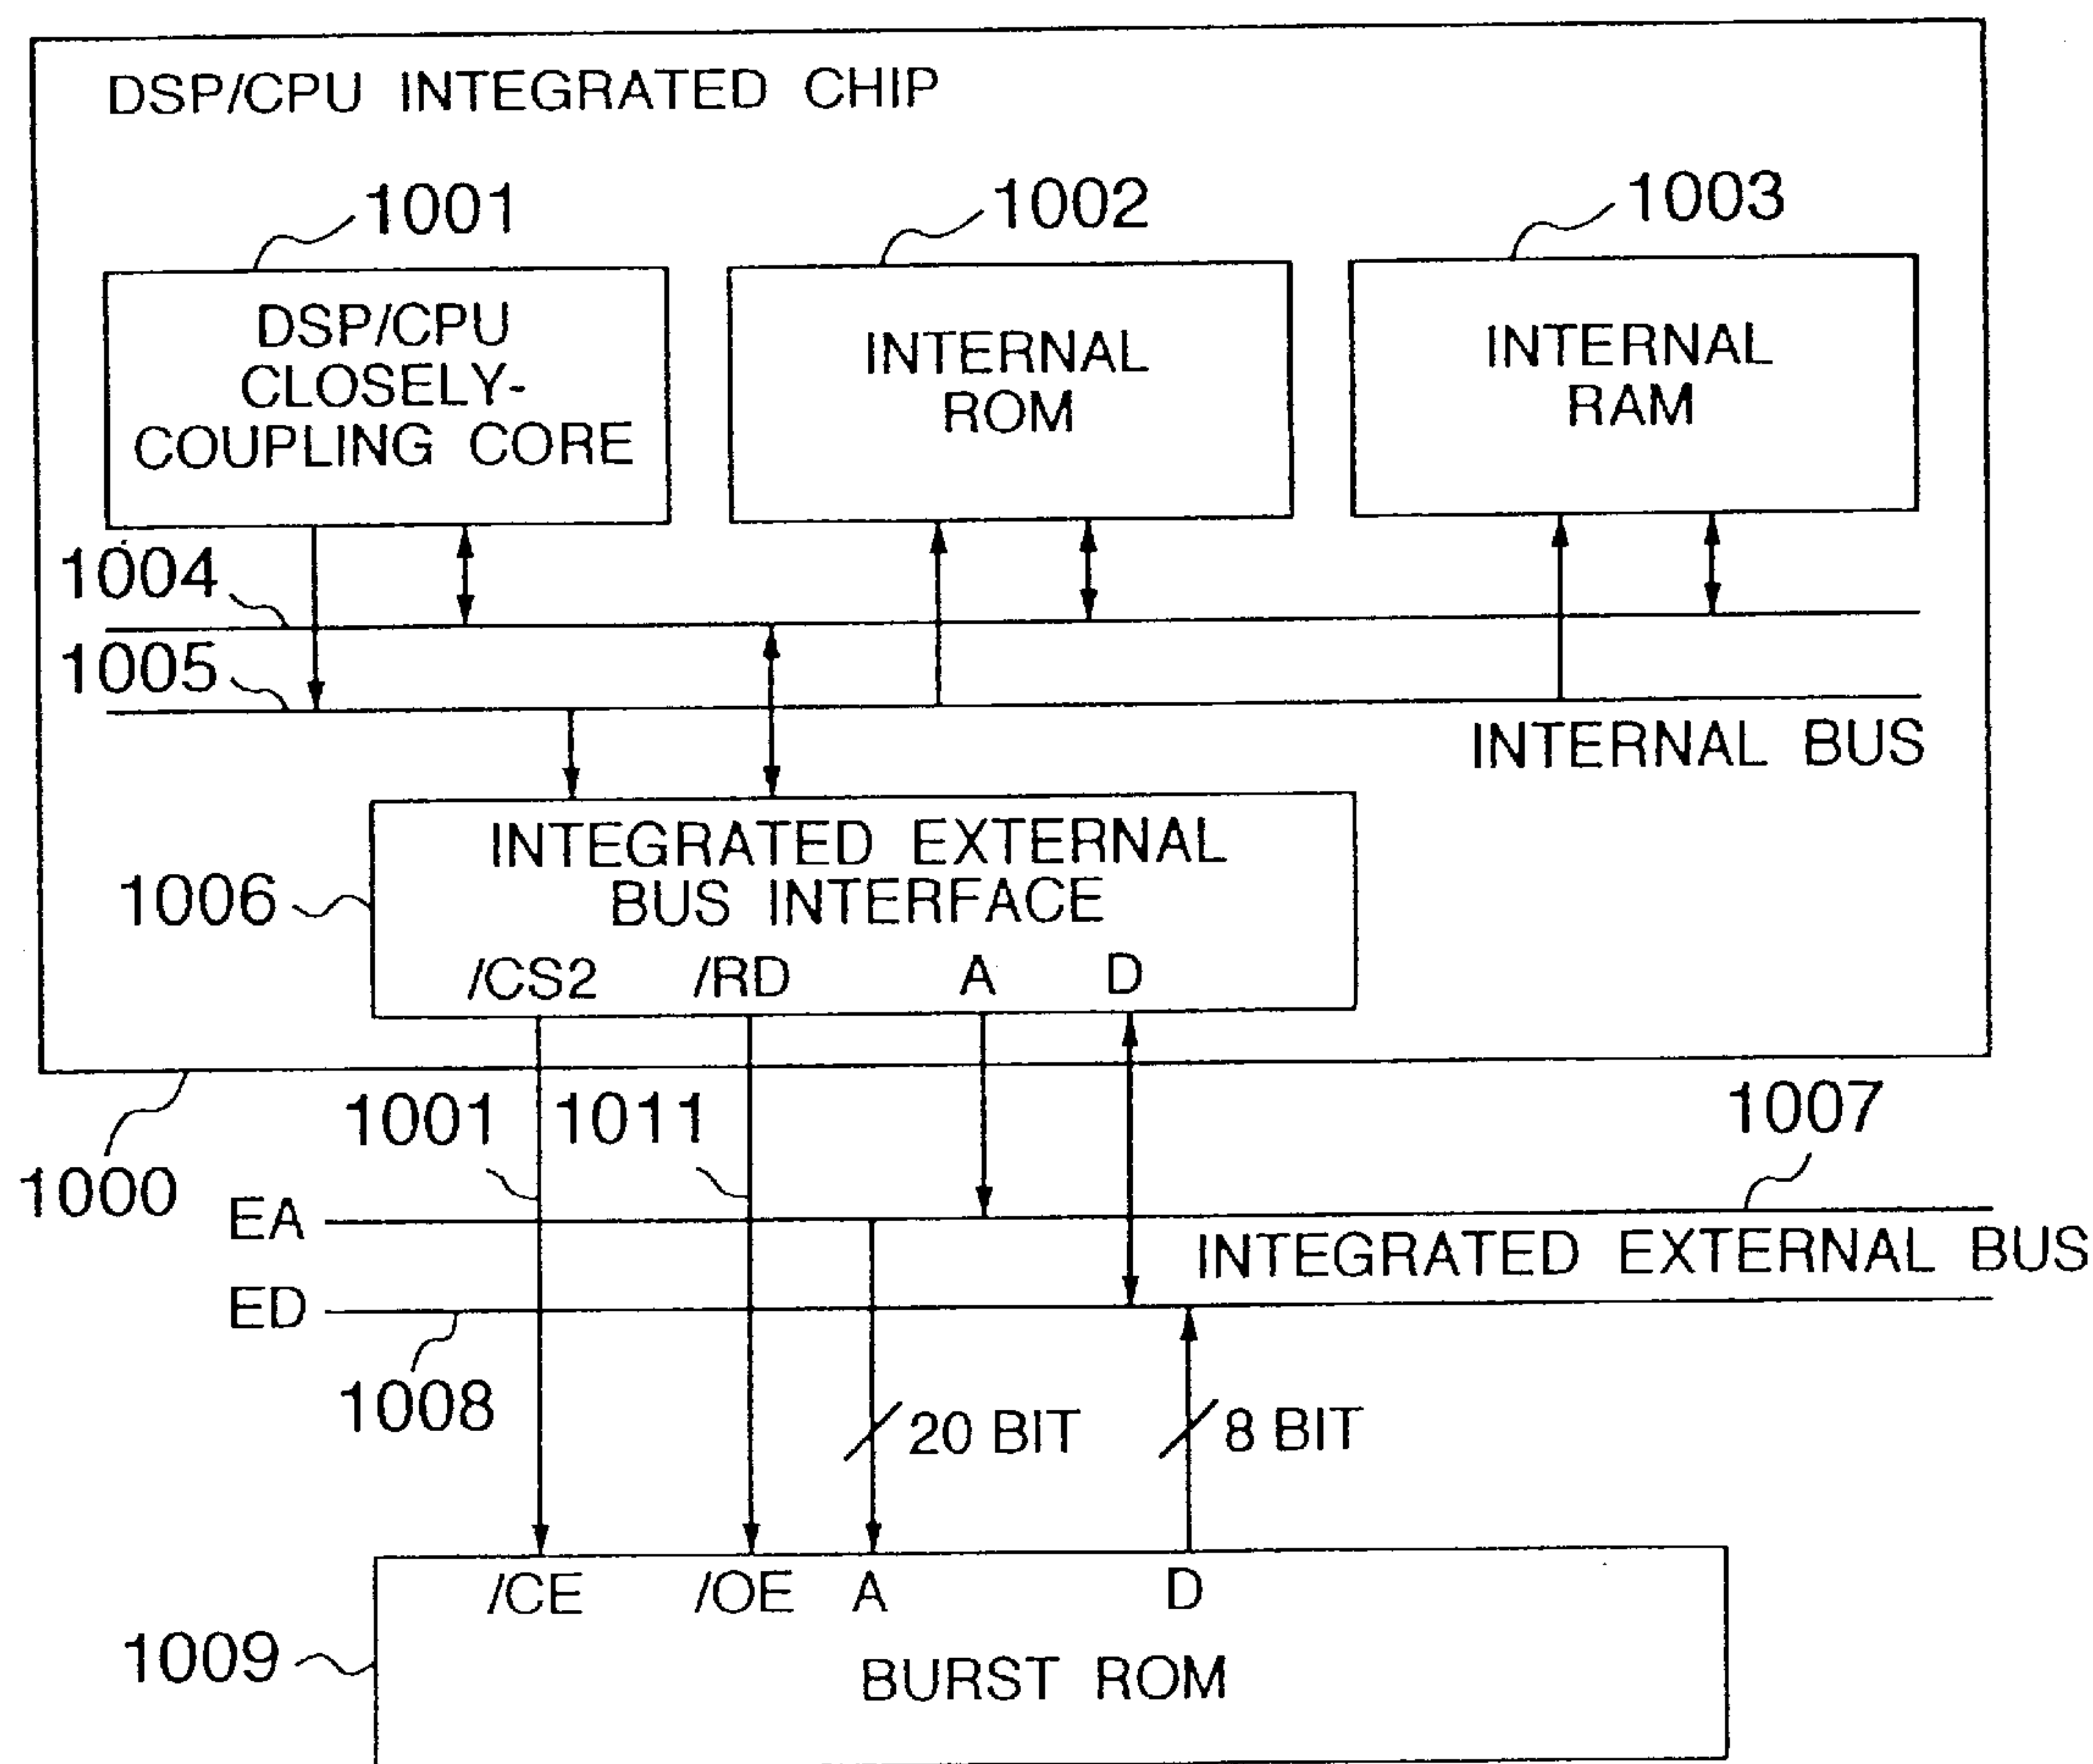 DSP/CPU INTEGRATED CHIP
1001
1002
1003
DSP/CPU
CLOSELY-
COUPLING CORE
INTERNAL
ROM
INTERNAL
RAM
1004
1005
INTERNAL BUS
INTEGRATED EXTERNAL
BUS INTERFACE
1006
/CS2 /RD A D
1001 1011
1007
1000
EA
INTEGRATED EXTERNAL BUS
ED
1008
20 BIT
8 BIT
/CE /OE A D
1009
BURST ROM